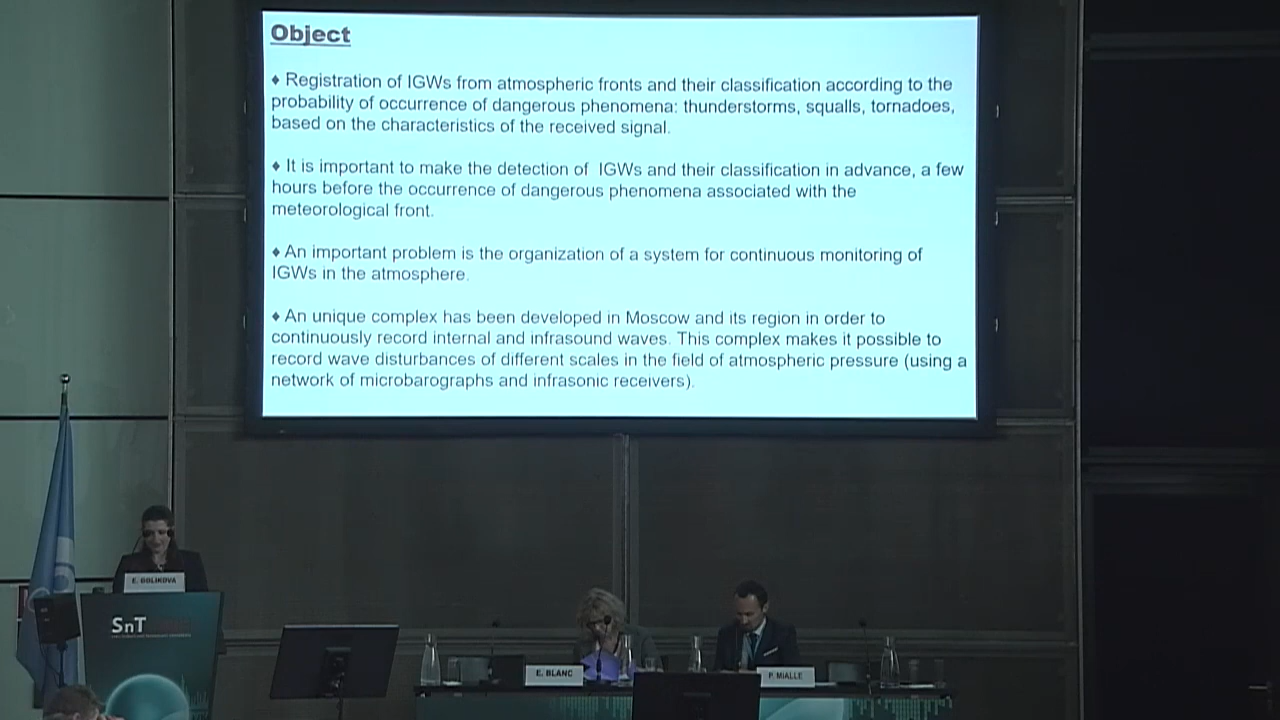 Object
♦ Registration of IGWs from atmospheric fronts and their classification according to the
probability of occurrence of dangerous phenomena: thunderstorms, squalls, tornadoes,
based on the characteristics of the received signal.
♦ It is important to make the detection of IGWs and their classification in advance, a few
hours before the occurrence of dangerous phenomena associated with the
meteorological front.
♦ An important problem is the organization of a system for continuous monitoring of
IGWs in the atmosphere.
♦ An unique complex has been developed in Moscow and its region in order to
continuously record internal and infrasound waves. This complex makes it possible to
record wave disturbances of different scales in the field of atmospheric pressure (using a
network of microbarographs and infrasonic receivers).
E. GOLIKOVA
SnT
E. BLANC
P. MIALLE